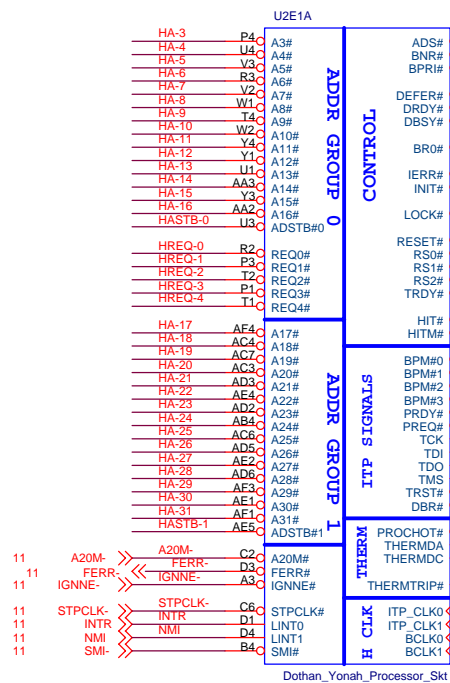 U2E1A
HA-3 P4 A3# ADS#
HA-4 U4 A4# BNR#
HA-5 V3 A5# BPRI#
HA-6 R3 A6#
HA-7 V2 A7# DEFER#
HA-8 W1 A8# DRDY#
HA-9 T4 A9# DBSY#
HA-10 W2 A10#
HA-11 Y4 A11# BR0#
HA-12 Y1 A12#
HA-13 U1 A13# IERR#
HA-14 AA3 A14# INIT#
HA-15 Y3 A15#
HA-16 AA2 A16# LOCK#
HASTB-0 U3 ADSTB#0
ADDR GROUP 0
CONTROL
RESET#
HREQ-0 R2 REQ0# RS0#
HREQ-1 P3 REQ1# RS1#
HREQ-2 T2 REQ2# RS2#
HREQ-3 P1 REQ3# TRDY#
HREQ-4 T1 REQ4#
HIT#
HITM#
HA-17 AF4 A17#
HA-18 AC4 A18#
HA-19 AC7 A19# BPM#0
HA-20 AC3 A20# BPM#1
HA-21 AD3 A21# BPM#2
HA-22 AE4 A22# BPM#3
HA-23 AD2 A23# PRDY#
HA-24 AB4 A24# PREQ#
HA-25 AC6 A25# TCK
HA-26 AD5 A26# TDI
HA-27 AE2 A27# TDO
HA-28 AD6 A28# TMS
HA-29 AF3 A29# TRST#
HA-30 AE1 A30# DBR#
HA-31 AF1 A31#
HASTB-1 AE5 ADSTB#1
ADDR GROUP 1
ITP SIGNALS
THERM
PROCHOT#
THERMDA
THERMDC
THERMTRIP#
11 A20M- A20M- C2 A20M#
11 FERR- FERR- D3 FERR#
11 IGNNE- IGNNE- A3 IGNNE#
11 STPCLK- STPCLK- C6 STPCLK# ITP_CLK0
11 INTR INTR D1 LINT0 ITP_CLK1
11 NMI NMI D4 LINT1 BCLK0
11 SMI- B4 SMI# BCLK1
H CLK
Dothan_Yonah_Processor_Skt